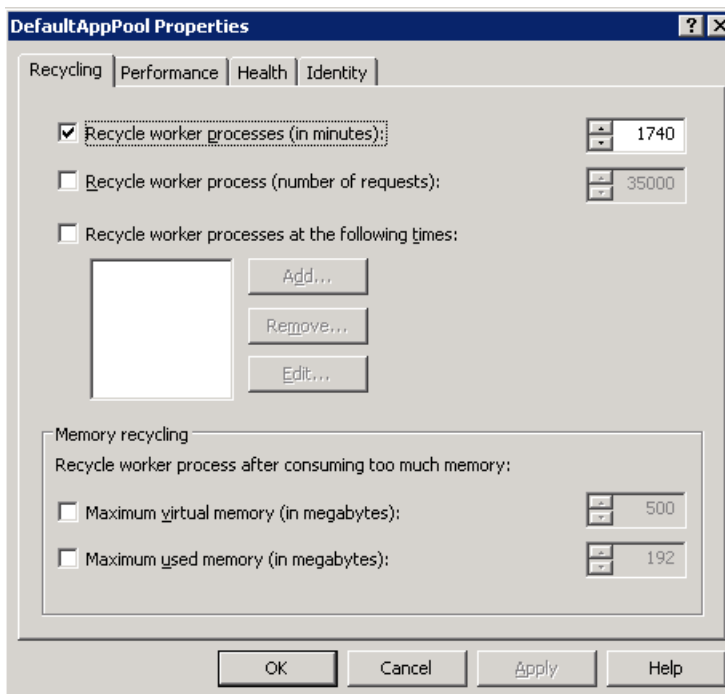 DefaultAppPool Properties
Recycling Performance Health Identity
Recycle worker processes (in minutes): 1740
Recycle worker process (number of requests): 35000
Recycle worker processes at the following times:
Add...
Remove...
Edit...
Memory recycling
Recycle worker process after consuming too much memory:
Maximum virtual memory (in megabytes): 500
Maximum used memory (in megabytes): 192
OK Cancel Apply Help